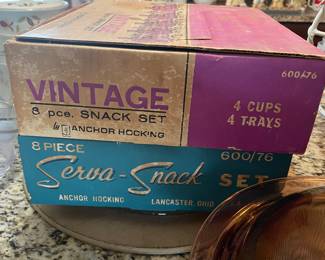 600/76
VINTAGE
8 pce. SNACK SET
by ANCHOR HOCKING
4 CUPS
4 TRAYS
8 PIECE
600/76
Serva-Snack SET
ANCHOR HOCKING LANCASTER, OHIO